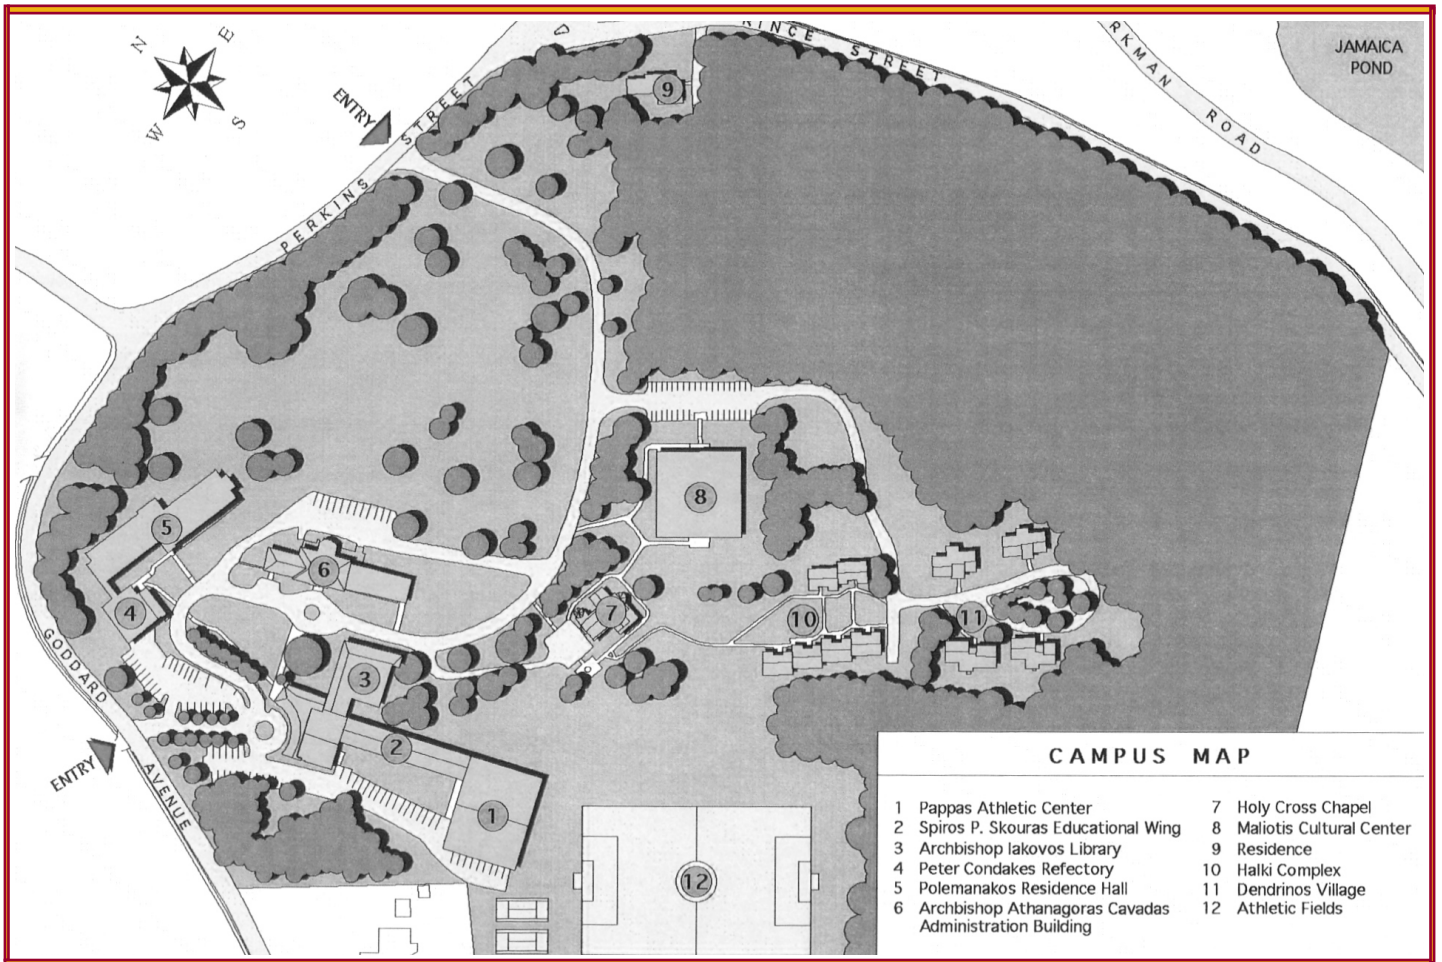 N
E
W
S
ENTRY
PERKINS STREET
RINCE STREET
RKMAN ROAD
JAMAICA
POND
9
8
5
6
7
4
10
11
3
2
1
12
GODDARD AVENUE
ENTRY
CAMPUS MAP
1 Pappas Athletic Center
2 Spiros P. Skouras Educational Wing
3 Archbishop Iakovos Library
4 Peter Condakes Refectory
5 Polemanakos Residence Hall
6 Archbishop Athanagoras Cavadas
Administration Building
7 Holy Cross Chapel
8 Maliotis Cultural Center
9 Residence
10 Halki Complex
11 Dendrinos Village
12 Athletic Fields